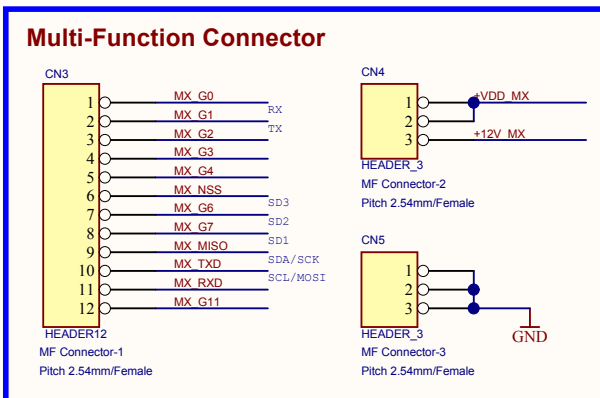 Multi-Function Connector
CN3
1 MX_G0
RX
2 MX_G1
TX
3 MX_G2
4 MX_G3
5 MX_G4
6 MX_NSS
SD3
7 MX_G6
SD2
8 MX_G7
SD1
9 MX_MISO
SDA/SCK
10 MX_TXD
SCL/MOSI
11 MX_RXD
12 MX_G11
HEADER12
MF Connector-1
Pitch 2.54mm/Female
CN4
1 +VDD_MX
2
3 +12V_MX
HEADER_3
MF Connector-2
Pitch 2.54mm/Female
CN5
1
2
3
GND
HEADER_3
MF Connector-3
Pitch 2.54mm/Female